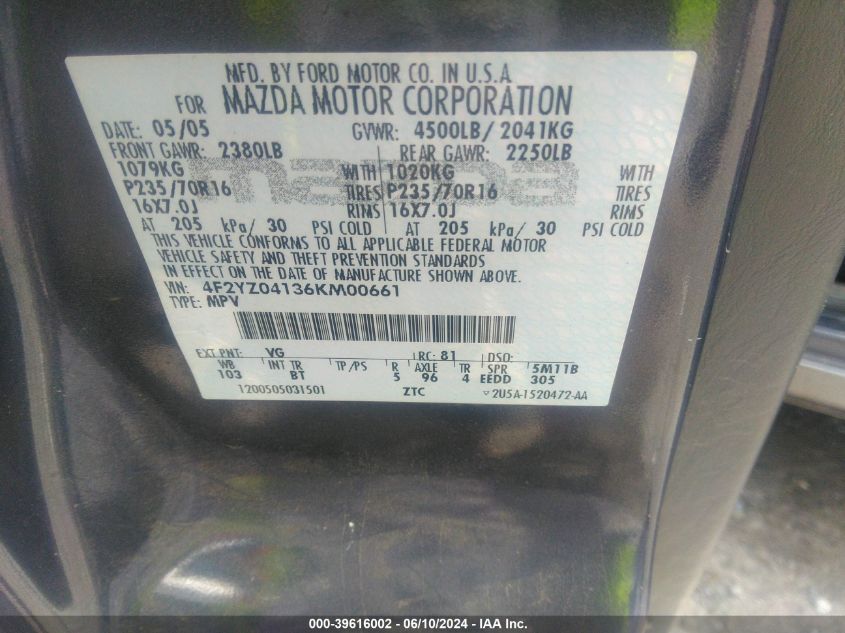 MFD. BY FORD MOTOR CO. IN U.S.A
FOR MAZDA MOTOR CORPORATION
DATE: 05/05 GVWR: 4500LB/ 2041KG
FRONT GAWR: 2380LB REAR GAWR: 2250LB
1079KG WITH 1020KG WITH
P235/70R16 TIRES P235/70R16 TIRES
16X7.0J RIMS 16X7.0J RIMS
AT 205 kPa/ 30 PSI COLD AT 205 kPa/ 30 PSI COLD
mazda
THIS VEHICLE CONFORMS TO ALL APPLICABLE FEDERAL MOTOR
VEHICLE SAFETY AND THEFT PREVENTION STANDARDS
IN EFFECT ON THE DATE OF MANUFACTURE SHOWN ABOVE.
VIN: 4F2YZ04136KM00661
TYPE: MPV
EXT PNT: VG RC: 81 DSO:
WB INT TR TP/PS R AXLE TR SPR 5M11B
103 BT 5 96 4 EEDD 305
1200505031501 ZTC 2U5A-1520472-AA
000-39616002 - 06/10/2024 - IAA Inc.